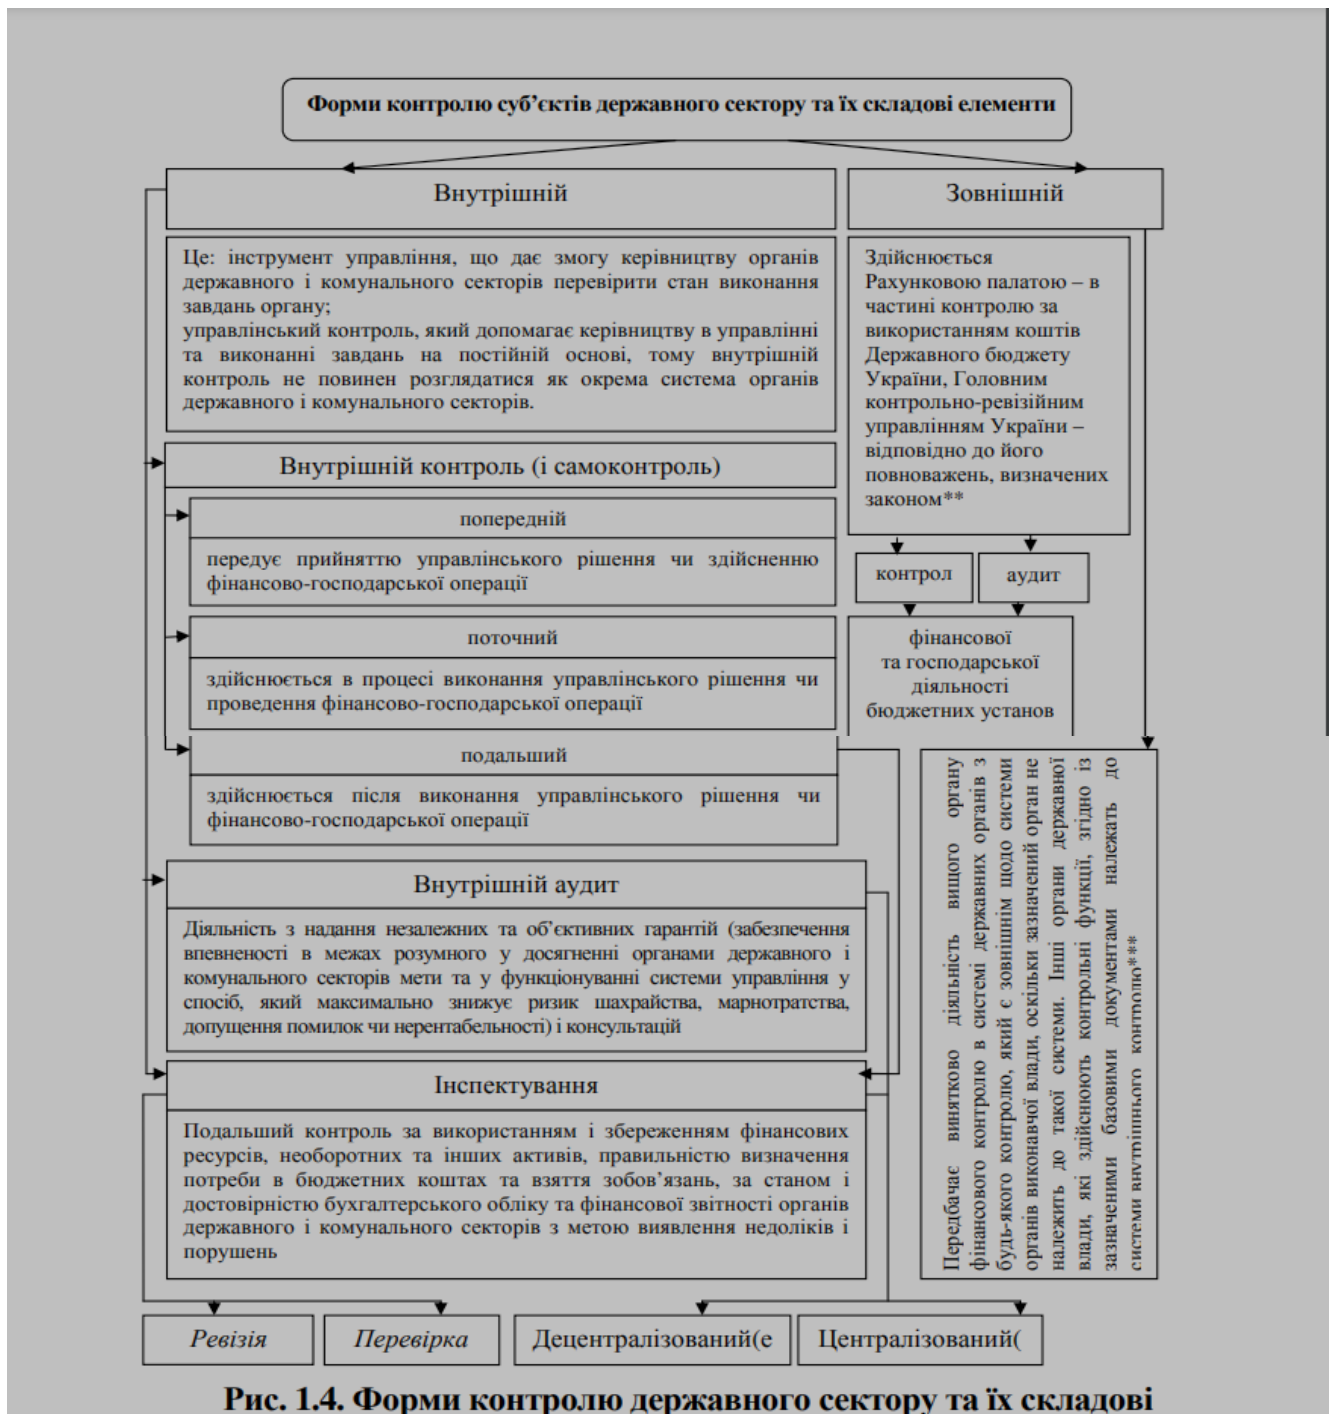 Форми контролю суб’єктів державного сектору та їх складові елементи
Внутрішній
Це: інструмент управління, що дає змогу керівництву органів
державного і комунального секторів перевірити стан виконання
завдань органу;
управлінський контроль, який допомагає керівництву в управлінні
та виконанні завдань на постійній основі, тому внутрішній
контроль не повинен розглядатися як окрема система органів
державного і комунального секторів.
Внутрішній контроль (і самоконтроль)
попередній
передує прийняттю управлінського рішення чи здійсненню
фінансово-господарської операції
поточний
здійснюється в процесі виконання управлінського рішення чи
проведення фінансово-господарської операції
подальший
здійснюється після виконання управлінського рішення чи
фінансово-господарської операції
Внутрішній аудит
Діяльність з надання незалежних та об’єктивних гарантій (забезпечення
впевненості в межах розумного у досягненні органами державного і
комунального секторів мети та у функціонуванні системи управління у
спосіб, який максимально знижує ризик шахрайства, марнотратства,
допущення помилок чи нерентабельності) і консультацій
Інспектування
Подальший контроль за використанням і збереженням фінансових
ресурсів, необоротних та інших активів, правильністю визначення
потреби в бюджетних коштах та взяття зобов’язань, за станом і
достовірністю бухгалтерського обліку та фінансової звітності органів
державного і комунального секторів з метою виявлення недоліків і
порушень
Зовнішній
Здійснюється
Рахунковою палатою – в
частині контролю за
використанням коштів
Державного бюджету
України, Головним
контрольно-ревізійним
управлінням України –
відповідно до його
повноважень, визначених
законом**
контрол
аудит
фінансової
та господарської
діяльності
бюджетних установ
Передбачає винятково діяльність вищого органу
фінансового контролю в системі державних органів з
будь-якого контролю, який є зовнішнім щодо системи
органів виконавчої влади, оскільки зазначений орган не
належить до такої системи. Інші органи державної
влади, які здійснюють контрольні функції, згідно із
зазначеними базовими документами належать до
системи внутрішнього контролю***
Ревізія
Перевірка
Децентралізований(е
Централізований(
Рис. 1.4. Форми контролю державного сектору та їх складові